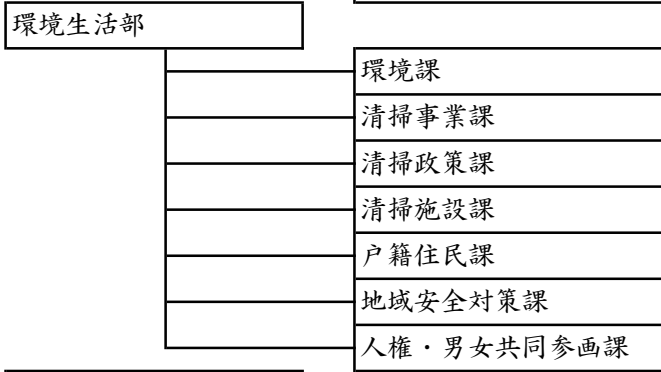 環境生活部
環境課
清掃事業課
清掃政策課
清掃施設課
戸籍住民課
地域安全対策課
人権・男女共同参画課